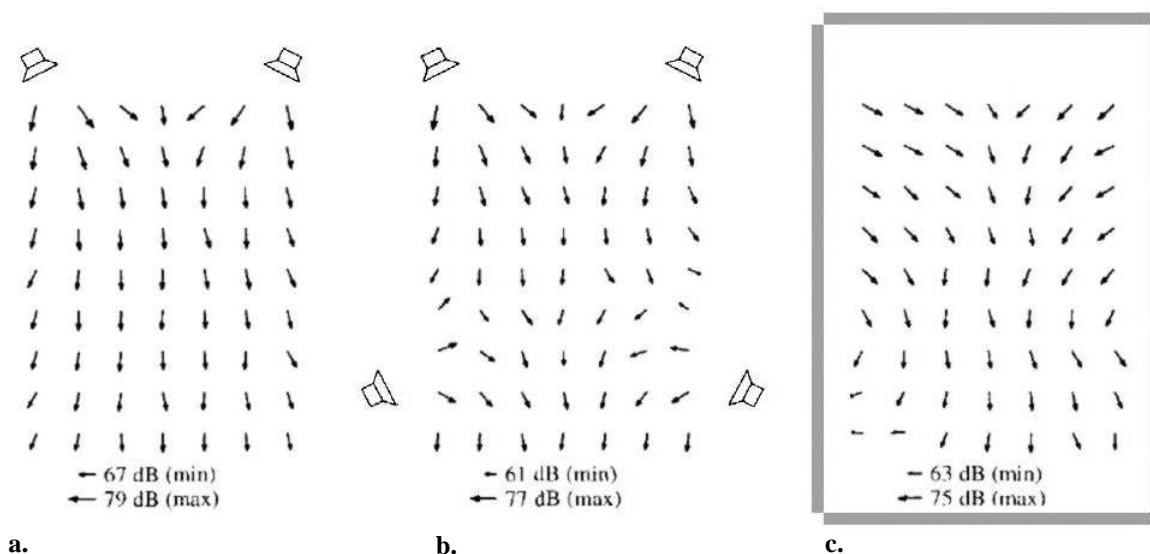 67 dB (min)
79 dB (max)
61 dB (min)
77 dB (max)
63 dB (min)
75 dB (max)
a.
b.
c.